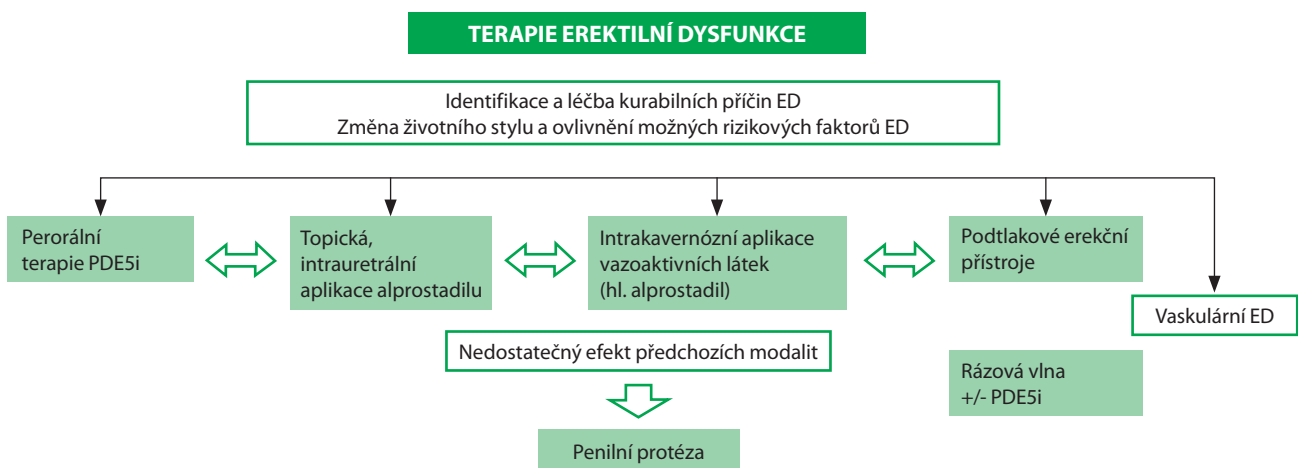 TERAPIE EREKTILNÍ DYSFUNKCE
Identifikace a léčba kurabilních příčin ED
Změna životního stylu a ovlivnění možných rizikových faktorů ED
Perorální
terapie PDE5i
Topická,
intrauretrální
aplikace alprostadilu
Intrakavernózní aplikace
vazoaktivních látek
(hl. alprostadil)
Podtlakové erekční
přístroje
Vaskulární ED
Nedostatečný efekt předchozích modalit
Rázová vlna
+/- PDE5i
Penilní protéza